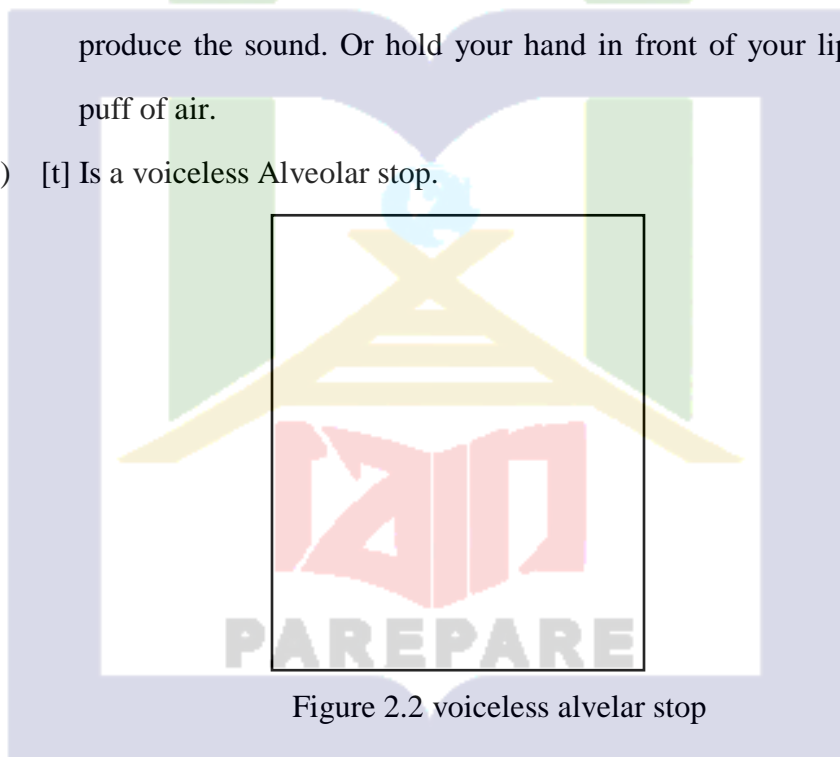 produce the sound. Or hold your hand in front of your lip
puff of air.
) [t] Is a voiceless Alveolar stop.
iain
PAREPARE
Figure 2.2 voiceless alvelar stop